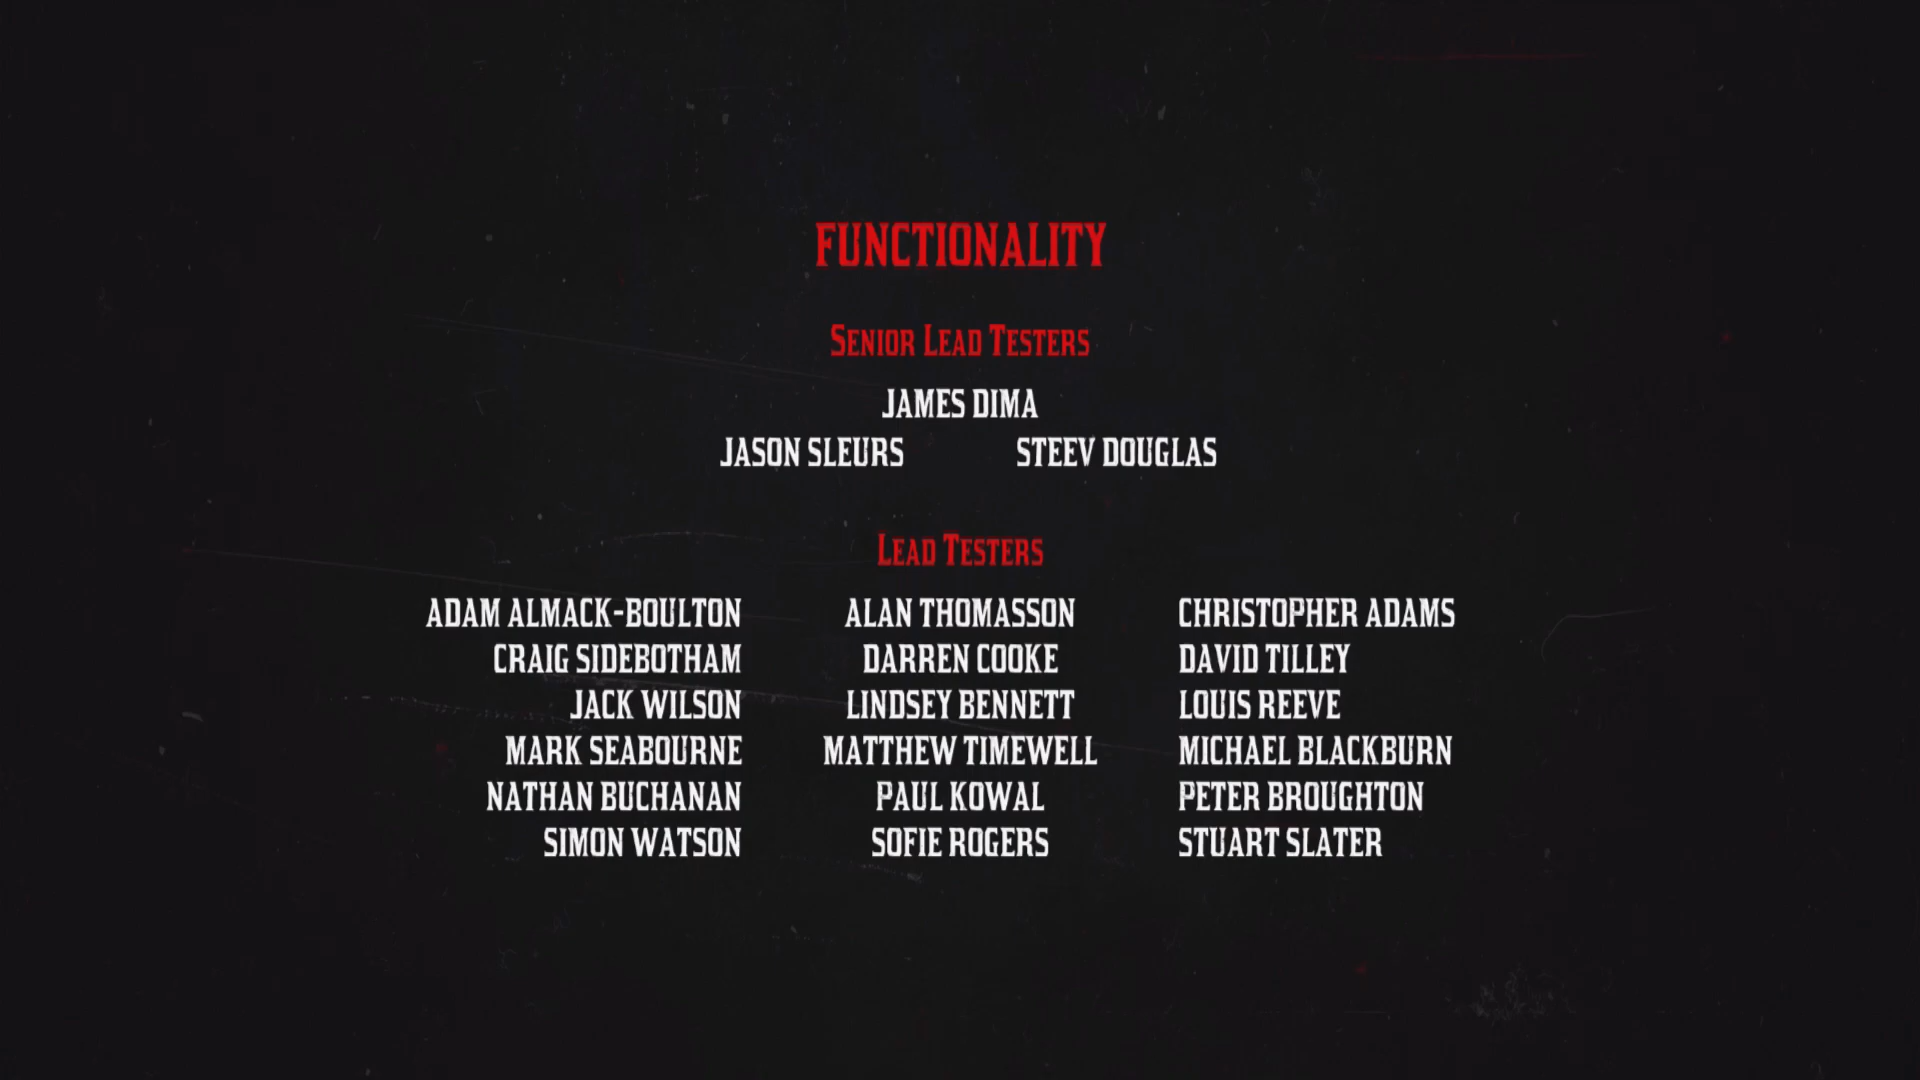 FUNCTIONALITY
SENIOR LEAD TESTERS
JAMES DIMA
JASON SLEURS STEEV DOUGLAS
LEAD TESTERS
ADAM ALMACK-BOULTON ALAN THOMASSON CHRISTOPHER ADAMS
CRAIG SIDEBOTHAM DARREN COOKE DAVID TILLEY
JACK WILSON LINDSEY BENNETT LOUIS REEVE
MARK SEABOURNE MATTHEW TIMEWELL MICHAEL BLACKBURN
NATHAN BUCHANAN PAUL KOWAL PETER BROUGHTON
SIMON WATSON SOFIE ROGERS STUART SLATER